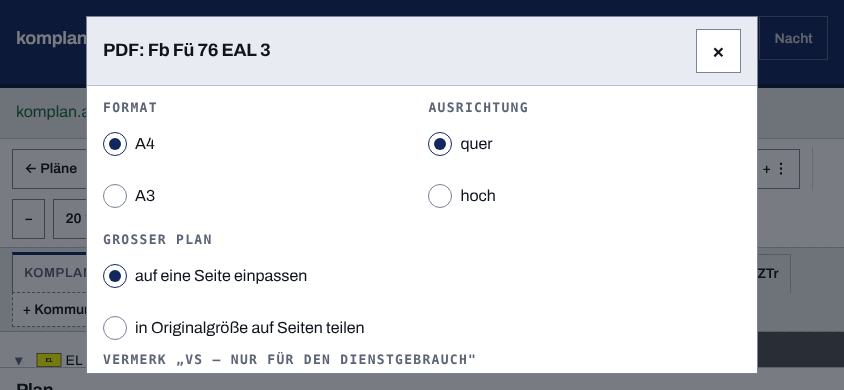 komplan
PDF: Fb Fü 76 EAL 3
×
Nacht
komplan.a
FORMAT
AUSRICHTUNG
A4
quer
← Pläne
+ ⋮
A3
hoch
–
20
GROSSER PLAN
KOMPLAN
auf eine Seite einpassen
ZTr
+ Kommu
in Originalgröße auf Seiten teilen
▼ EL EL
VERMERK „VS – NUR FÜR DEN DIENSTGEBRAUCH"
Plan